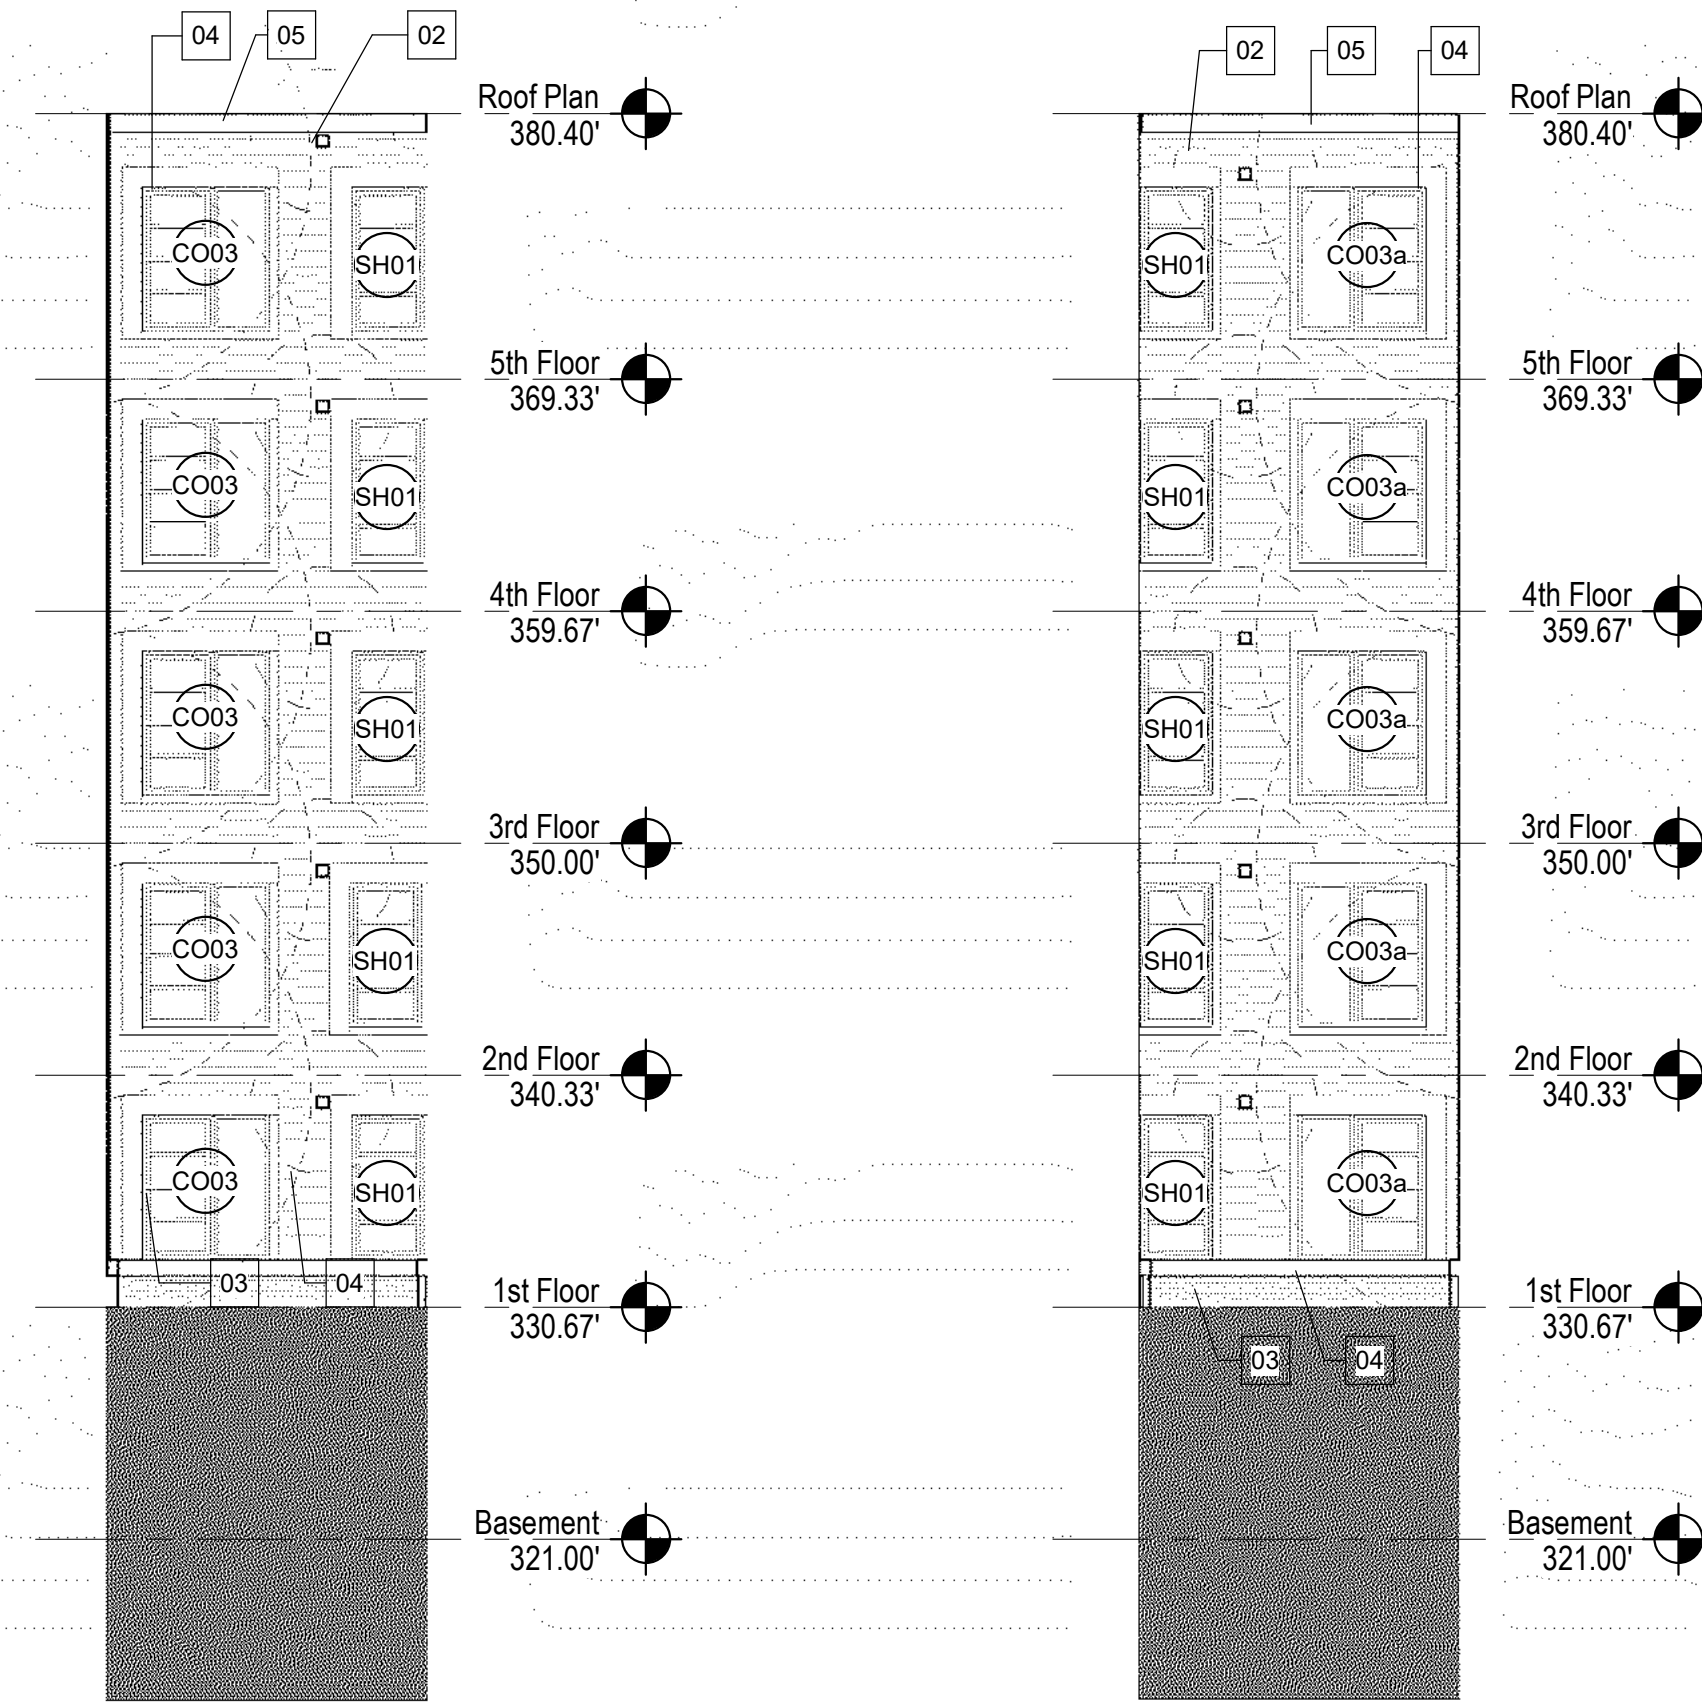 04 05 02
Roof Plan
380.40'
CO03 SH01
5th Floor
369.33'
CO03 SH01
4th Floor
359.67'
CO03 SH01
3rd Floor
350.00'
CO03 SH01
2nd Floor
340.33'
CO03 SH01
03 04
1st Floor
330.67'
Basement
321.00'
02 05 04
Roof Plan
380.40'
SH01 CO03a
5th Floor
369.33'
SH01 CO03a
4th Floor
359.67'
SH01 CO03a
3rd Floor
350.00'
SH01 CO03a
2nd Floor
340.33'
SH01 CO03a
1st Floor
330.67'
03 04
Basement
321.00'